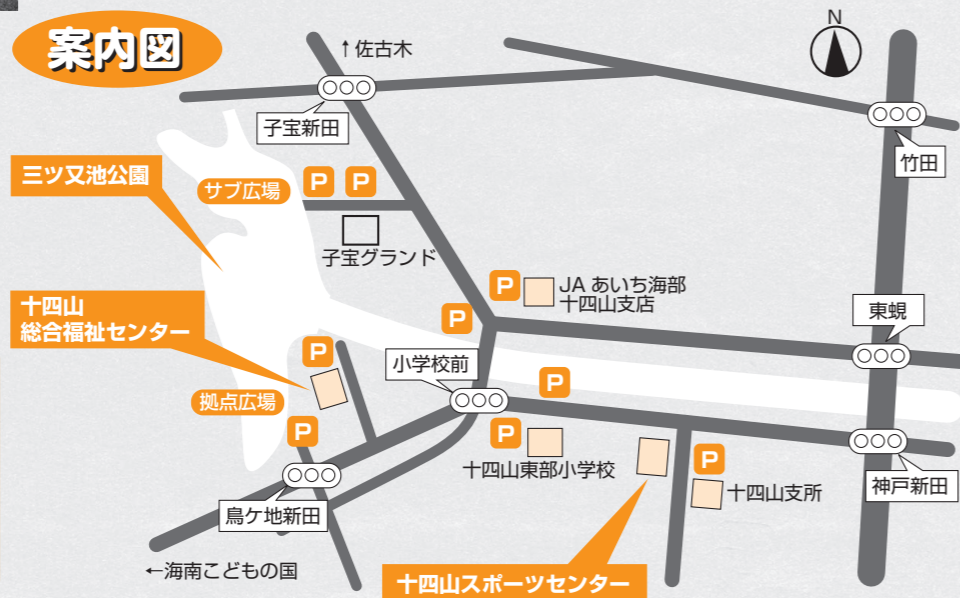 案内図
N
↑佐古木
子宝新田
竹田
三ツ又池公園
サブ広場
P
P
子宝グランド
P
JAあいち海部
十四山支店
十四山
総合福祉センター
P
東蜆
P
小学校前
P
拠点広場
P
P
十四山東部小学校
P
十四山支所
神戸新田
鳥ケ地新田
←海南こどもの国
十四山スポーツセンター